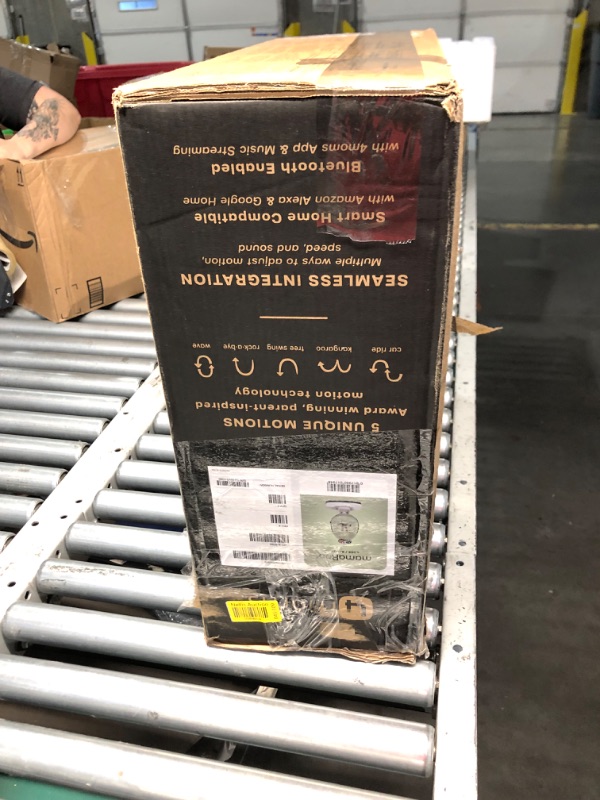 5 UNIQUE MOTIONS
Award winning, parent-inspired
motion technology
car ride
kangaroo
tree swing
rock-a-bye
wave
SEAMLESS INTEGRATION
Multiple ways to adjust motion,
speed, and sound
Smart Home Compatible
with Amazon Alexa & Google Home
Bluetooth Enabled
with 4moms App & Music Streaming